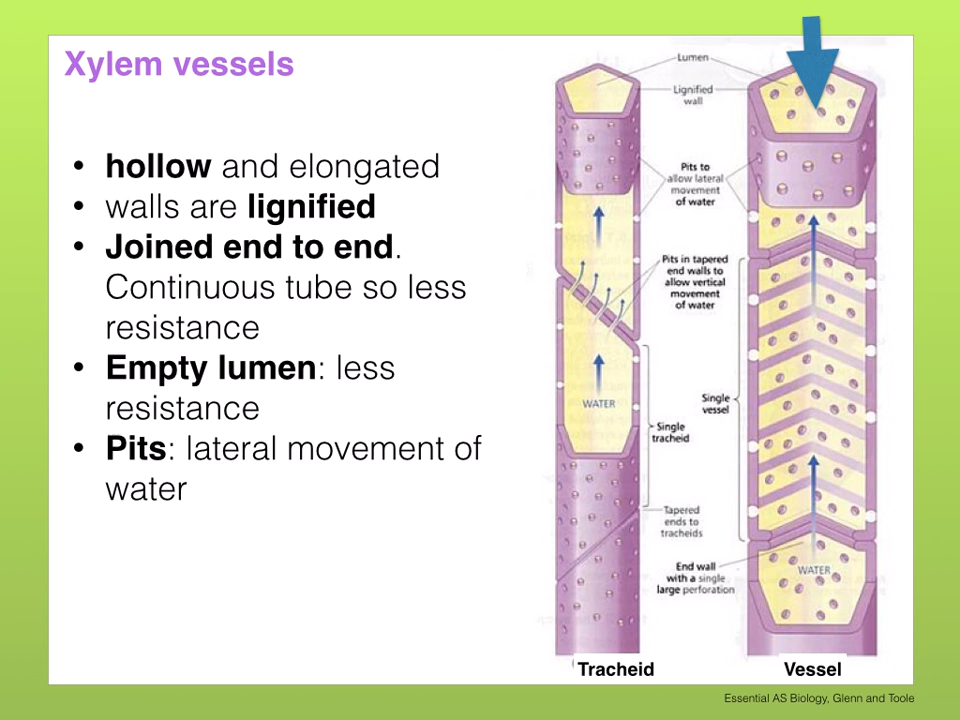 Xylem vessels
• hollow and elongated
• walls are lignified
• Joined end to end.
Continuous tube so less
resistance
• Empty lumen: less
resistance
• Pits: lateral movement of
water
Lumen
Lignified
wall
Pits to
allow lateral
movement
of water
Pits in tapered
end walls to
allow vertical
movement
of water
WATER
Single
vessel
Single
tracheid
Tapered
ends to
tracheids
End wall
with a single
large perforation
WATER
Tracheid
Vessel
Essential AS Biology, Glenn and Toole